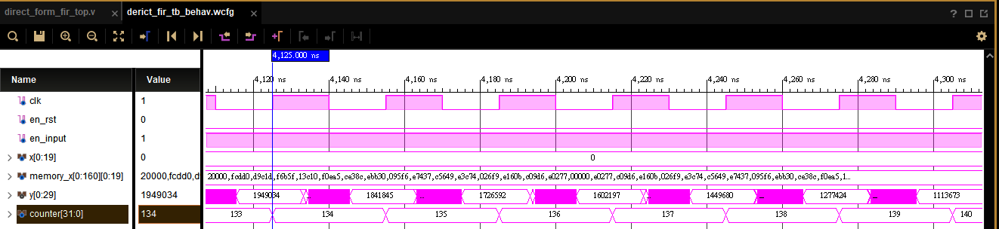 direct_form_fir_top.v × derict_fir_tb_behav.wcfg × ?
4,125.000 ns
Name Value
4,120 ns 4,140 ns 4,160 ns 4,180 ns 4,200 ns 4,220 ns 4,240 ns 4,260 ns 4,280 ns 4,300 ns
clk 1
en_rst 0
en_input 1
x[0:19] 0 0
memory_x[0:160][0:19] 20000,fcdd0,d 20000,fcdd0,d9c1d,f6b5f,13c10,f0ea5,ce38c,ebb30,095f6,e7437,c5649,e3c74,026f9,e160b,c0916,e0277,00000,e0277,c0916,e160b,026f9,e3c74,c5649,e7437,095f6,ebb30,ce38c,f0ea5,1...
y[0:29] 1949034 1949034 ... 1841845 ... 1726592 1602197 ... 1449680 ... 1277424 ... 1113673
counter[31:0] 134 133 134 135 136 137 138 139 140